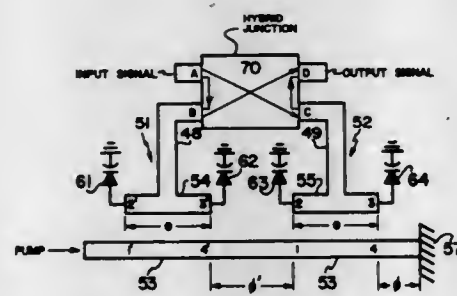 HYBRID
JUNCTION
70
INPUT SIGNAL
A
D
OUTPUT SIGNAL
B
C
51
48
49
52
61
62
63
64
54
55
2'
3'
2
3
θ
θ
PUMP
1'
4'
1
4
57
53
ϕ'
53
ϕ